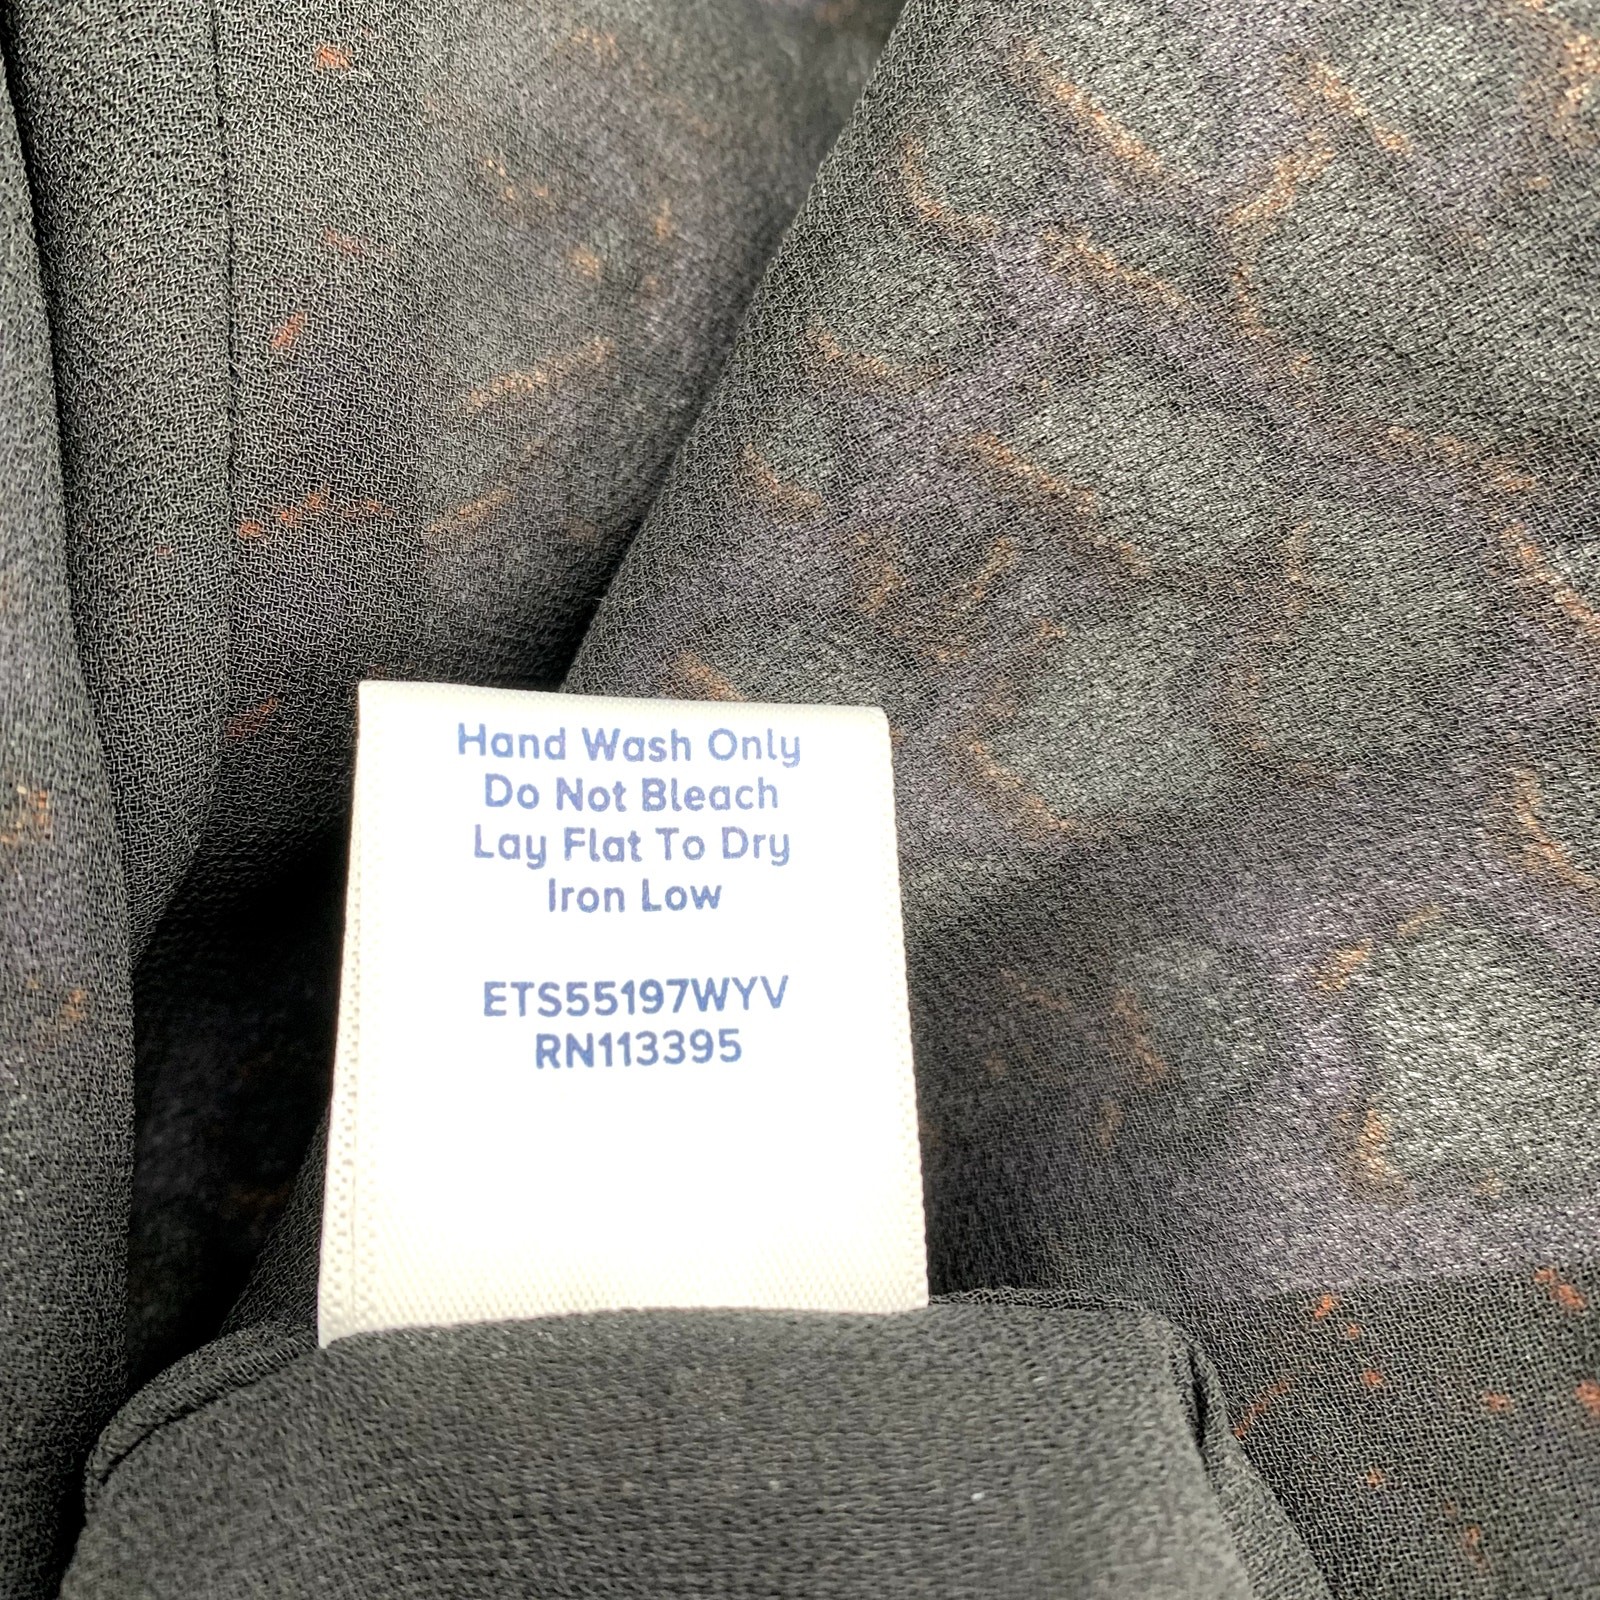 Hand Wash Only
Do Not Bleach
Lay Flat To Dry
Iron Low
ETS55197WYV
RN113395